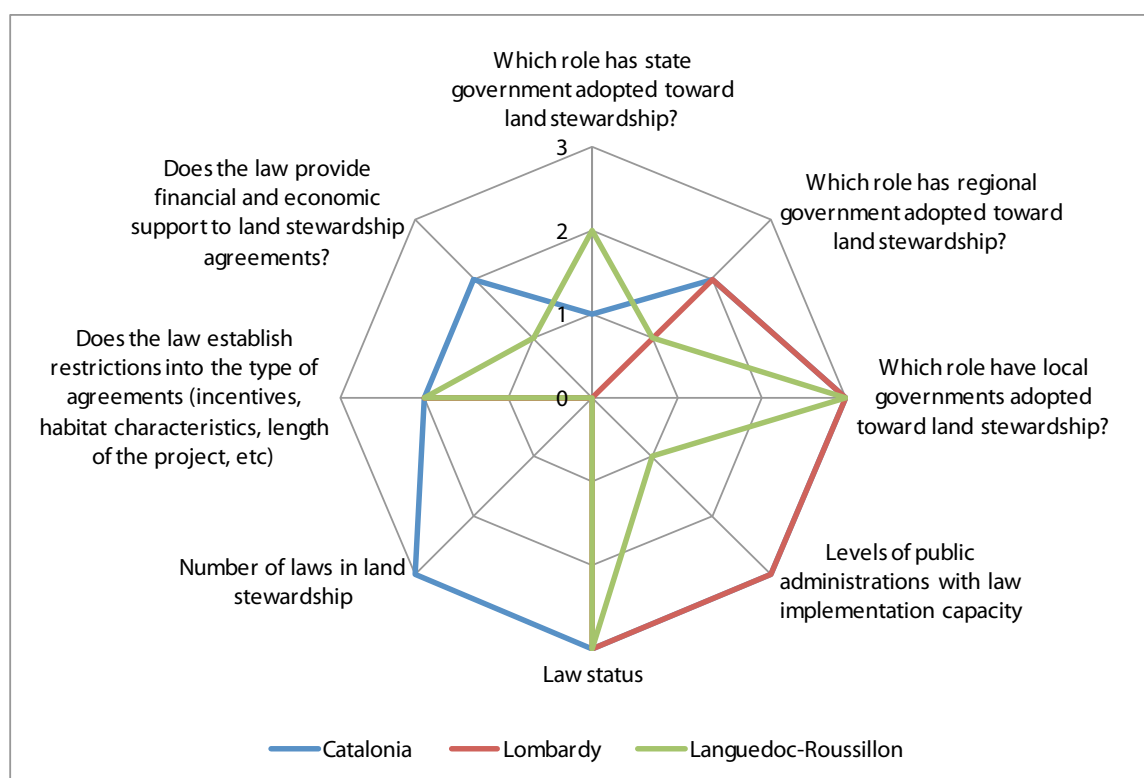 Which role has state
government adopted toward
land stewardship?
3
2
1
0
Which role has regional
government adopted toward
land stewardship?
Which role have local
governments adopted
toward land stewardship?
Levels of public
administrations with law
implementation capacity
Law status
Number of laws in land
stewardship
Does the law establish
restrictions into the type of
agreements (incentives,
habitat characteristics, length
of the project, etc)
Does the law provide
financial and economic
support to land stewardship
agreements?
Catalonia
Lombardy
Languedoc-Roussillon